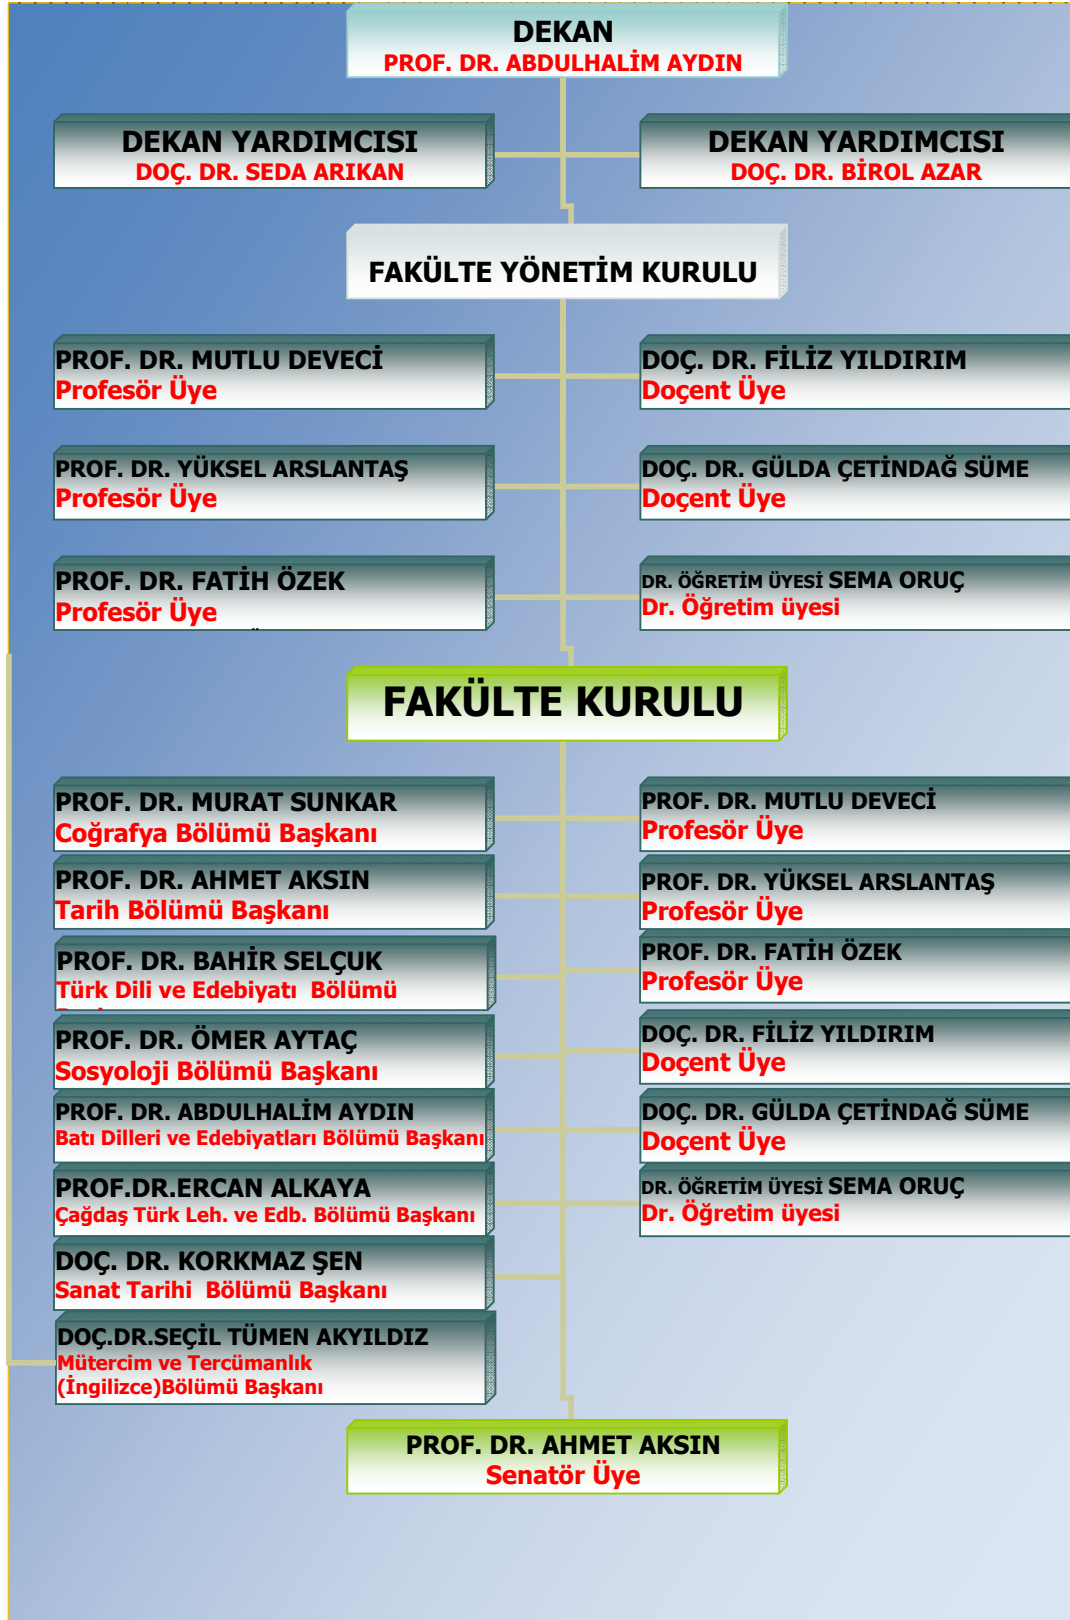 DEKAN
PROF. DR. ABDULHALİM AYDIN
DEKAN YARDIMCISI
DOÇ. DR. SEDA ARIKAN
DEKAN YARDIMCISI
DOÇ. DR. BİROL AZAR
FAKÜLTE YÖNETİM KURULU
PROF. DR. MUTLU DEVECİ
Profesör Üye
DOÇ. DR. FİLİZ YILDIRIM
Doçent Üye
PROF. DR. YÜKSEL ARSLANTAŞ
Profesör Üye
DOÇ. DR. GÜLDA ÇETİNDAĞ SÜME
Doçent Üye
PROF. DR. FATİH ÖZEK
Profesör Üye
DR. ÖĞRETİM ÜYESİ SEMA ORUÇ
Dr. Öğretim üyesi
FAKÜLTE KURULU
PROF. DR. MURAT SUNKAR
Coğrafya Bölümü Başkanı
PROF. DR. AHMET AKSIN
Tarih Bölümü Başkanı
PROF. DR. BAHİR SELÇUK
Türk Dili ve Edebiyatı  Bölümü
PROF. DR. ÖMER AYTAÇ
Sosyoloji Bölümü Başkanı
PROF. DR. ABDULHALİM AYDIN
Batı Dilleri ve Edebiyatları Bölümü Başkanı
PROF.DR.ERCAN ALKAYA
Çağdaş Türk Leh. ve Edb. Bölümü Başkanı
DOÇ. DR. KORKMAZ ŞEN
Sanat Tarihi  Bölümü Başkanı
DOÇ.DR.SEÇİL TÜMEN AKYILDIZ
Mütercim ve Tercümanlık
(İngilizce)Bölümü Başkanı
PROF. DR. MUTLU DEVECİ
Profesör Üye
PROF. DR. YÜKSEL ARSLANTAŞ
Profesör Üye
PROF. DR. FATİH ÖZEK
Profesör Üye
DOÇ. DR. FİLİZ YILDIRIM
Doçent Üye
DOÇ. DR. GÜLDA ÇETİNDAĞ SÜME
Doçent Üye
DR. ÖĞRETİM ÜYESİ SEMA ORUÇ
Dr. Öğretim üyesi
PROF. DR. AHMET AKSIN
Senatör Üye